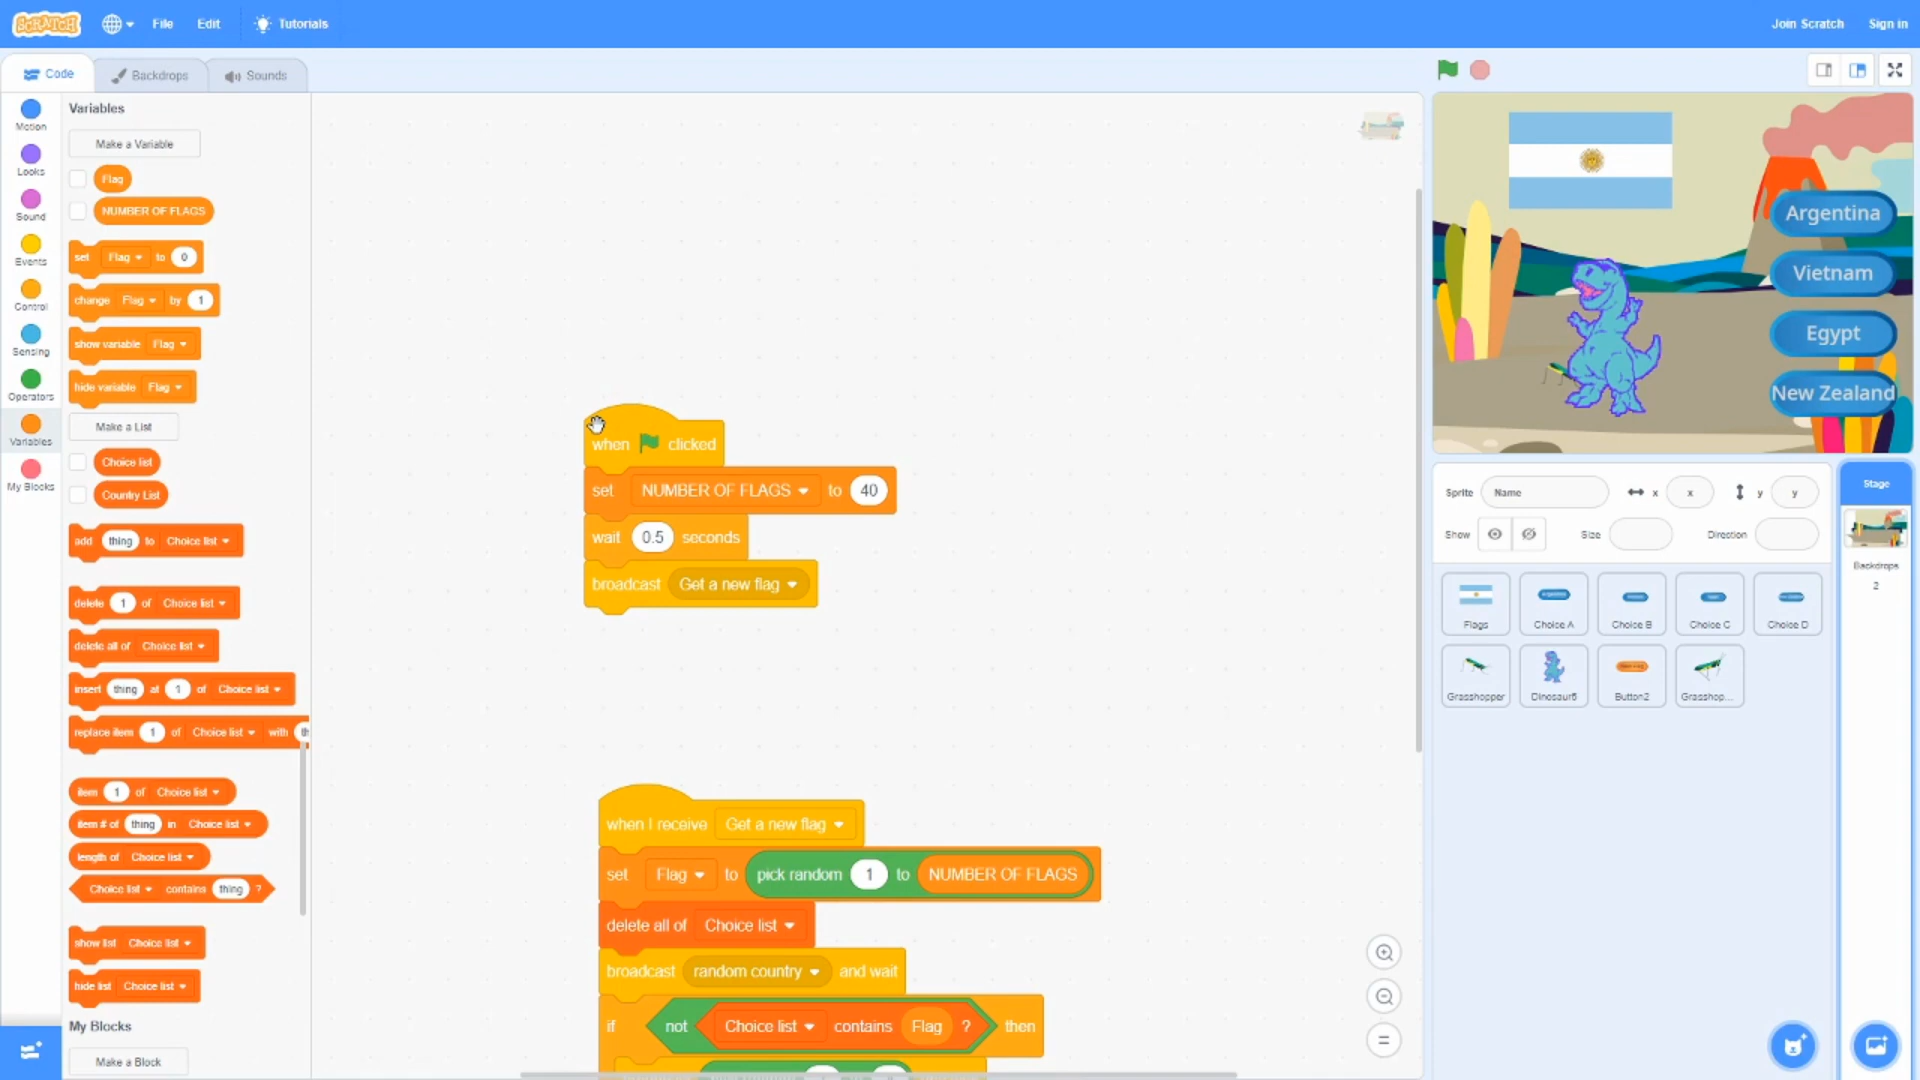 SCRATCH
File
Edit
Tutorials
Join Scratch
Sign in
Code
Backdrops
Sounds
Motion
Looks
Sound
Events
Control
Sensing
Operators
Variables
My Blocks
Variables
Make a Variable
Flag
NUMBER OF FLAGS
set Flag to 0
change Flag by 1
show variable Flag
hide variable Flag
Make a List
Choice list
Country List
add thing to Choice list
delete 1 of Choice list
delete all of Choice list
insert thing at 1 of Choice list
replace item 1 of Choice list with
item 1 of Choice list
item # of thing in Choice list
length of Choice list
Choice list contains thing ?
show list Choice list
hide list Choice list
My Blocks
Make a Block
when clicked
set NUMBER OF FLAGS to 40
wait 0.5 seconds
broadcast Get a new flag
when I receive Get a new flag
set Flag to pick random 1 to NUMBER OF FLAGS
delete all of Choice list
broadcast random country and wait
if not Choice list contains Flag ? then
Argentina
Vietnam
Egypt
New Zealand
Sprite Name x x y y
Show Size Direction
Flags
Choice A
Choice B
Choice C
Choice D
Grasshopper
Dinosaur5
Button2
Grasshop...
Stage
Backdrops
2